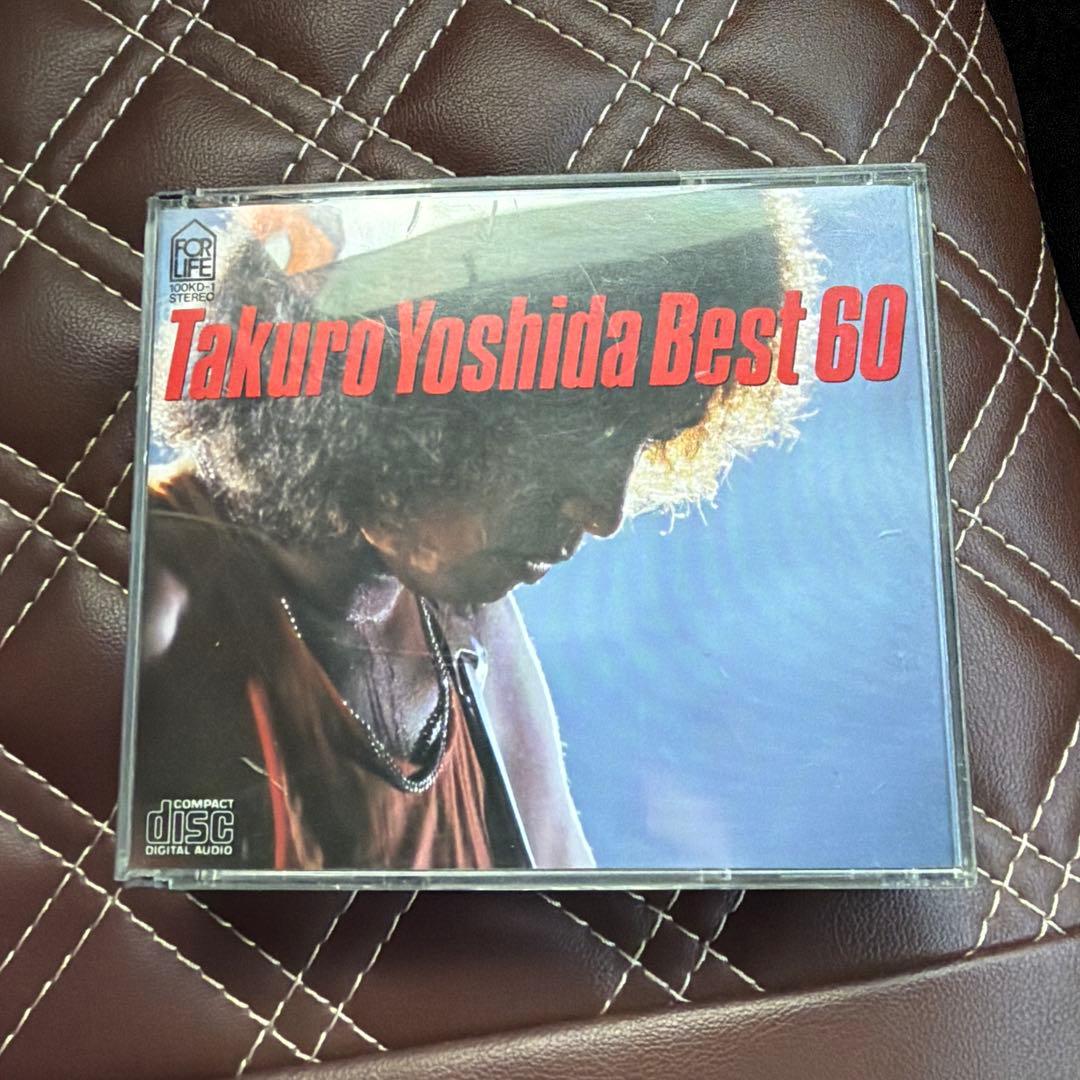 FOR
LIFE
100KD-1
STEREO
Takuro Yoshida Best 60
COMPACT
disc
DIGITAL AUDIO